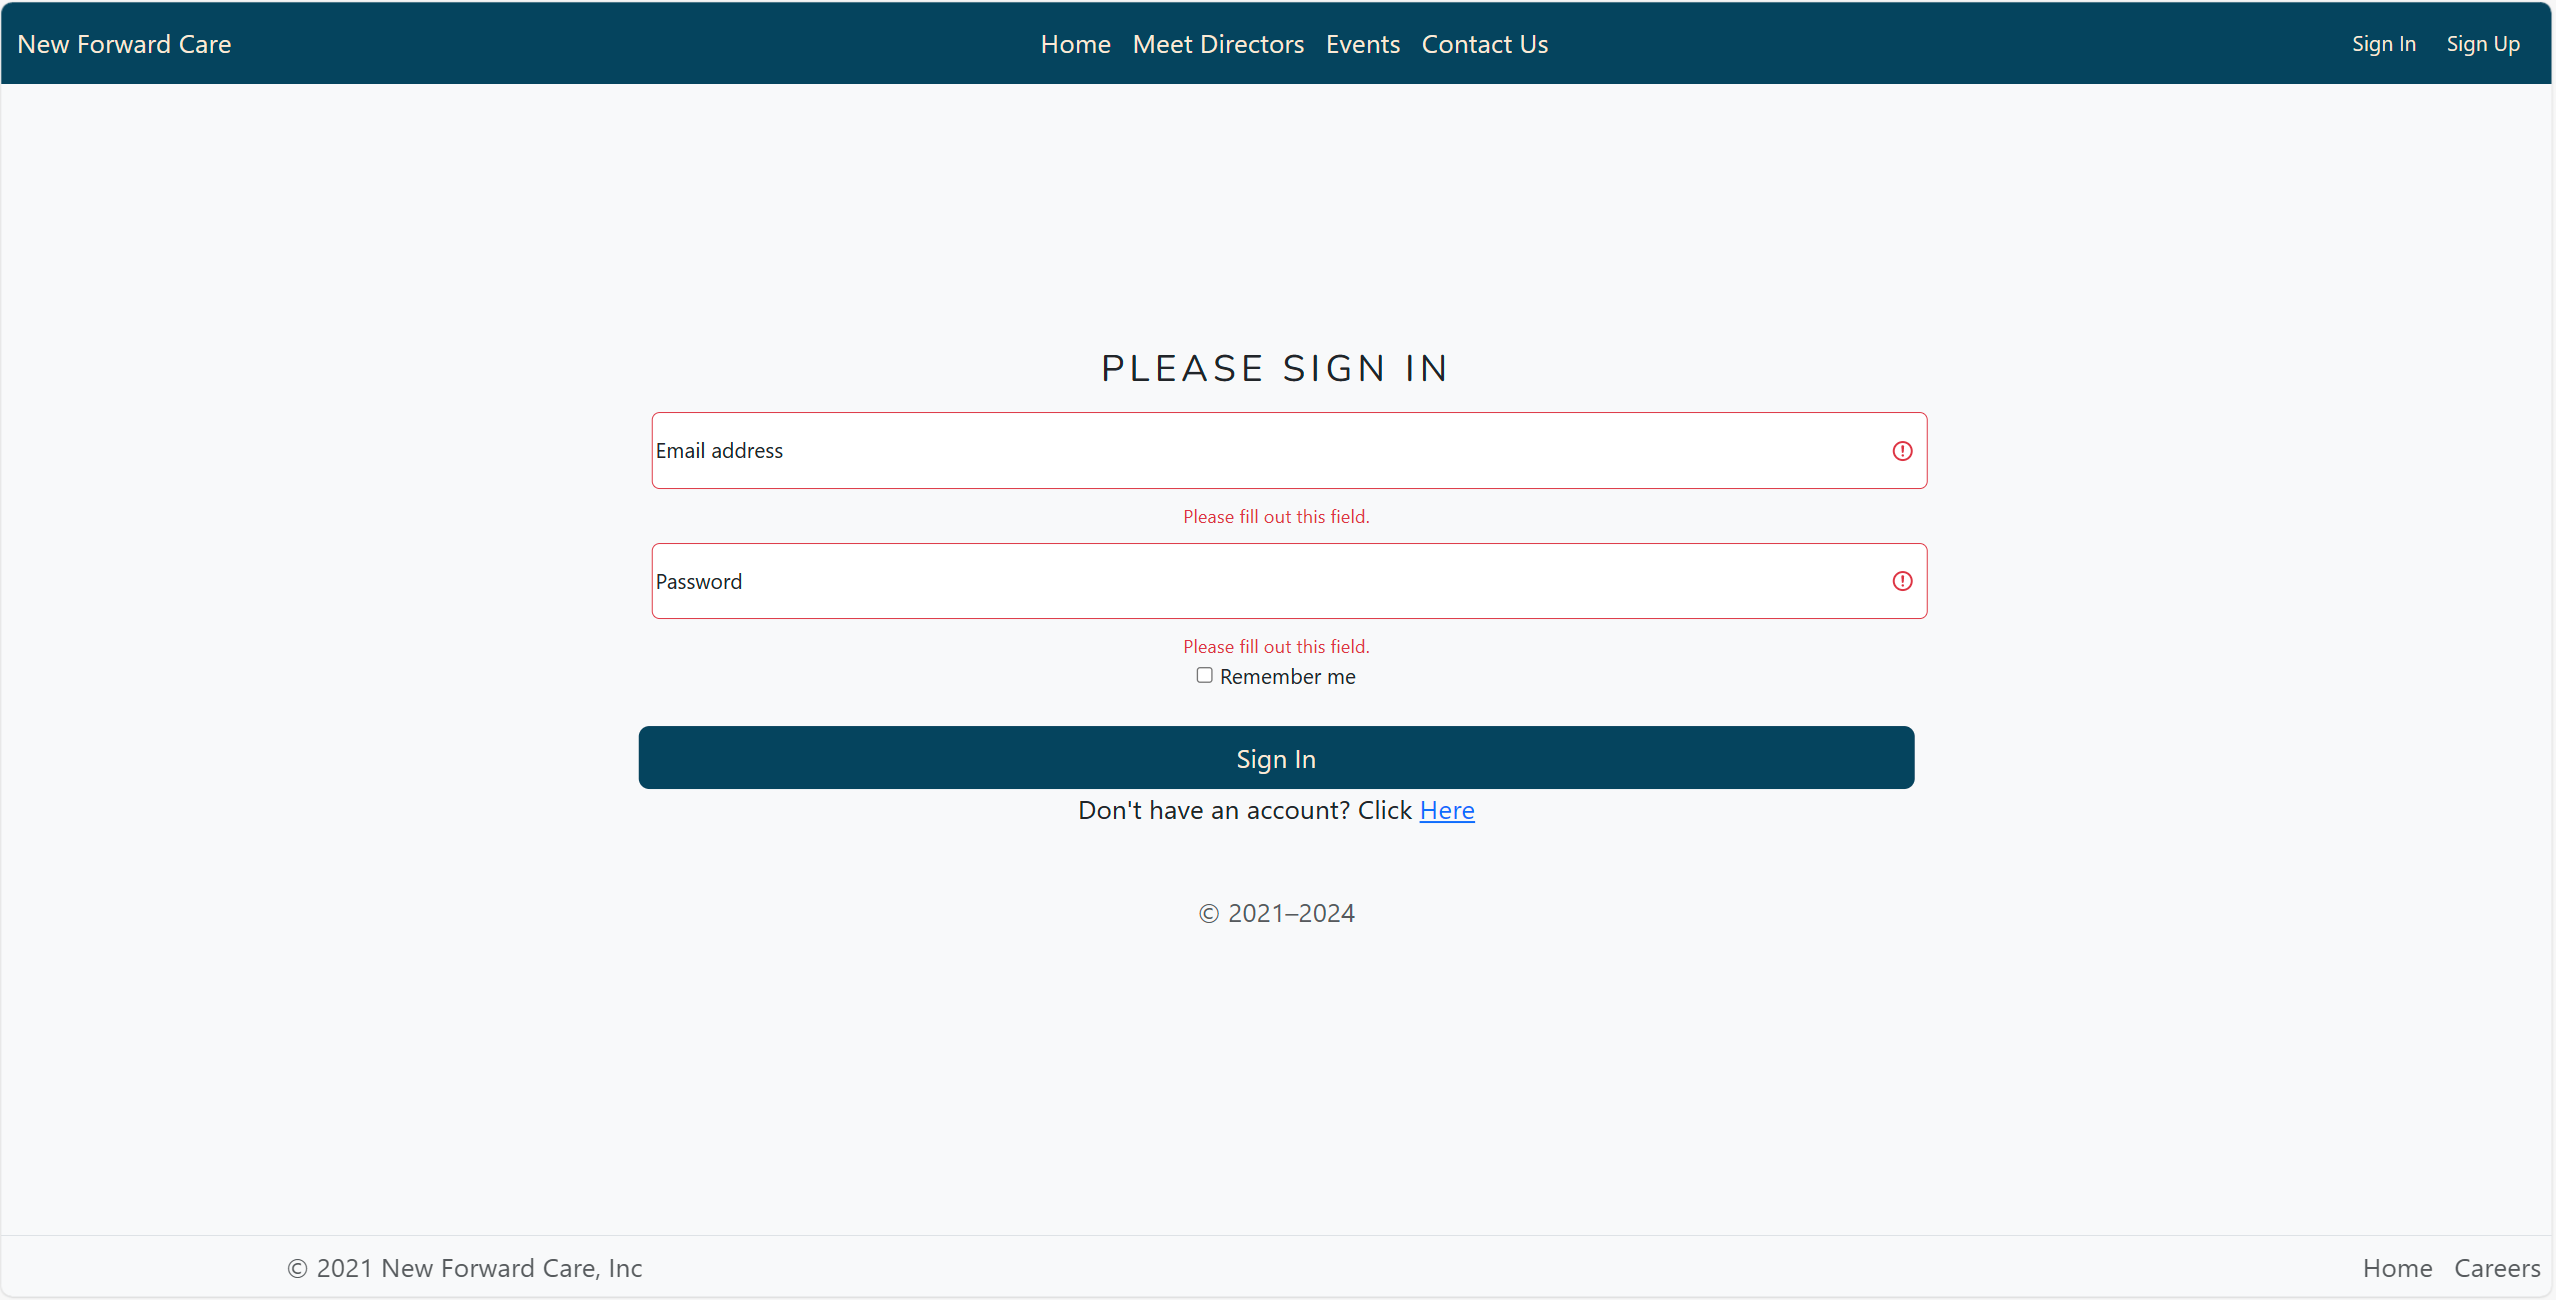 New Forward Care Home Meet Directors Events Contact Us Sign In Sign Up
PLEASE SIGN IN
Email address
Please fill out this field.
Password
Please fill out this field.
Remember me
Sign In
Don't have an account? Click Here
© 2021–2024
© 2021 New Forward Care, Inc Home Careers